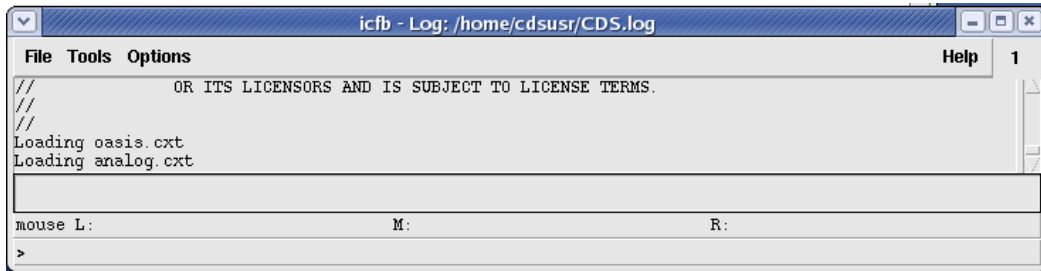 icfb - Log: /home/cdsusr/CDS.log
File Tools Options Help 1
// OR ITS LICENSORS AND IS SUBJECT TO LICENSE TERMS.
//
//
Loading oasis.cxt
Loading analog.cxt
mouse L: M: R:
>